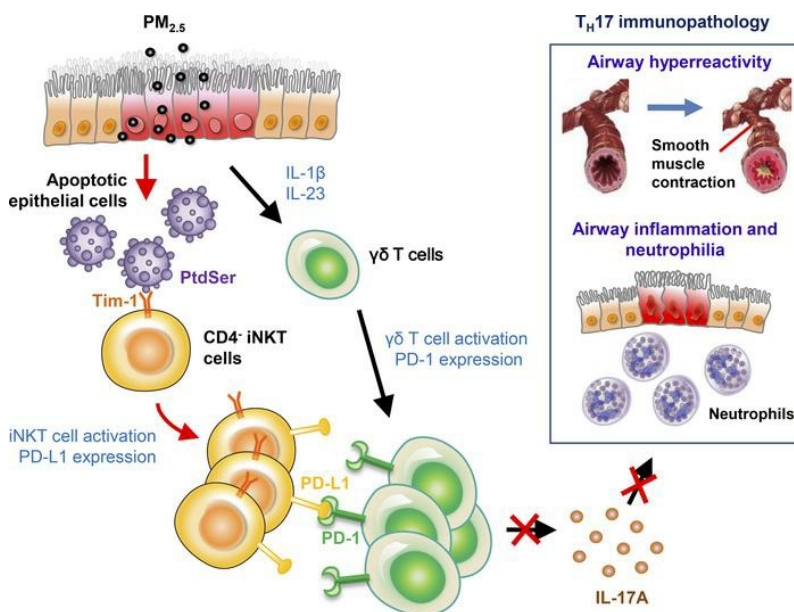 PM2.5
Apoptotic
epithelial cells
PtdSer
Tim-1
CD4- iNKT
cells
iNKT cell activation
PD-L1 expression
IL-1β
IL-23
γδ T cells
γδ T cell activation
PD-1 expression
PD-L1
PD-1
IL-17A
TH17 immunopathology
Airway hyperreactivity
Smooth
muscle
contraction
Airway inflammation and
neutrophilia
Neutrophils